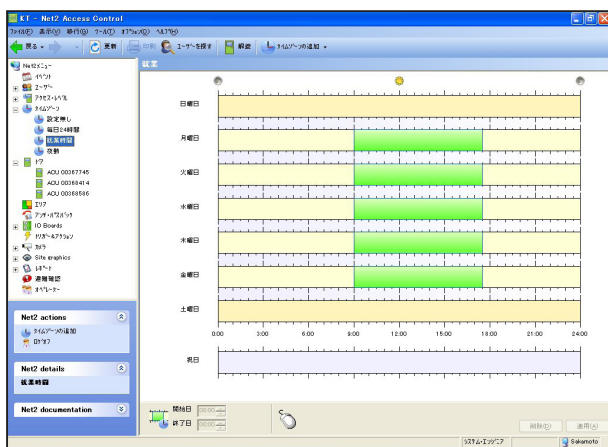 KT - Net2 Access Control
ファイル(F) 表示(V) 移行(G) ツール(T) オプション(O) ヘルプ(H)
戻る 更新 印刷 ユーザーを探す 解錠 タイムゾーンの追加
Net2メニュー
イベント
ユーザー
アクセス・レベル
タイムゾーン
設定無し
毎日24時間
就業時間
夜勤
ドア
ACU 00367745
ACU 00368414
ACU 00368586
エリア
アンチ・パスバック
IO Boards
トリガー&アクション
カメラ
Site graphics
レポート
避難確認
オペレーター
Net2 actions
タイムゾーンの追加
ログオフ
Net2 details
就業時間
Net2 documentation
就業
日曜日
月曜日
火曜日
水曜日
木曜日
金曜日
土曜日
0:00 3:00 6:00 9:00 12:00 15:00 18:00 21:00 24:00
祝日
開始日 00:00
終了日 00:00
削除(D) 適用(A)
システム・エンジニア Sakamoto